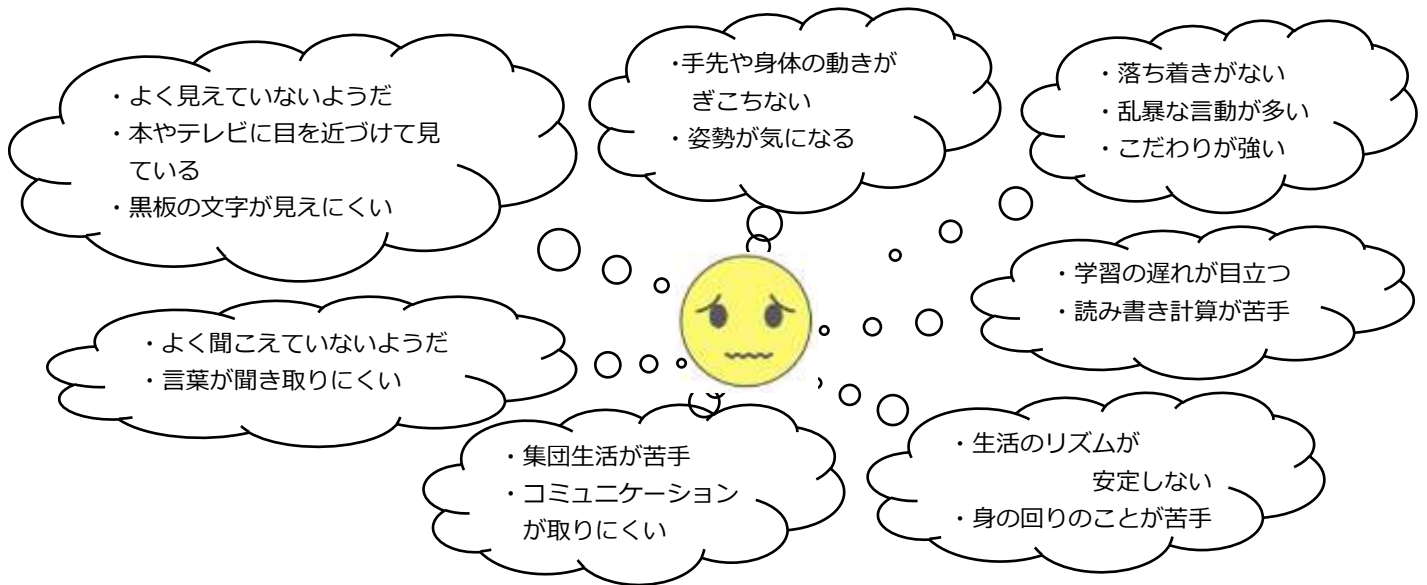 ・よく見えていないようだ
・本やテレビに目を近づけて見
ている
・黒板の文字が見えにくい
・手先や身体の動きが
ぎこちない
・姿勢が気になる
・落ち着きがない
・乱暴な言動が多い
・こだわりが強い
・学習の遅れが目立つ
・読み書き計算が苦手
・よく聞こえていないようだ
・言葉が聞き取りにくい
・集団生活が苦手
・コミュニケーション
が取りにくい
・生活のリズムが
安定しない
・身の回りのことが苦手